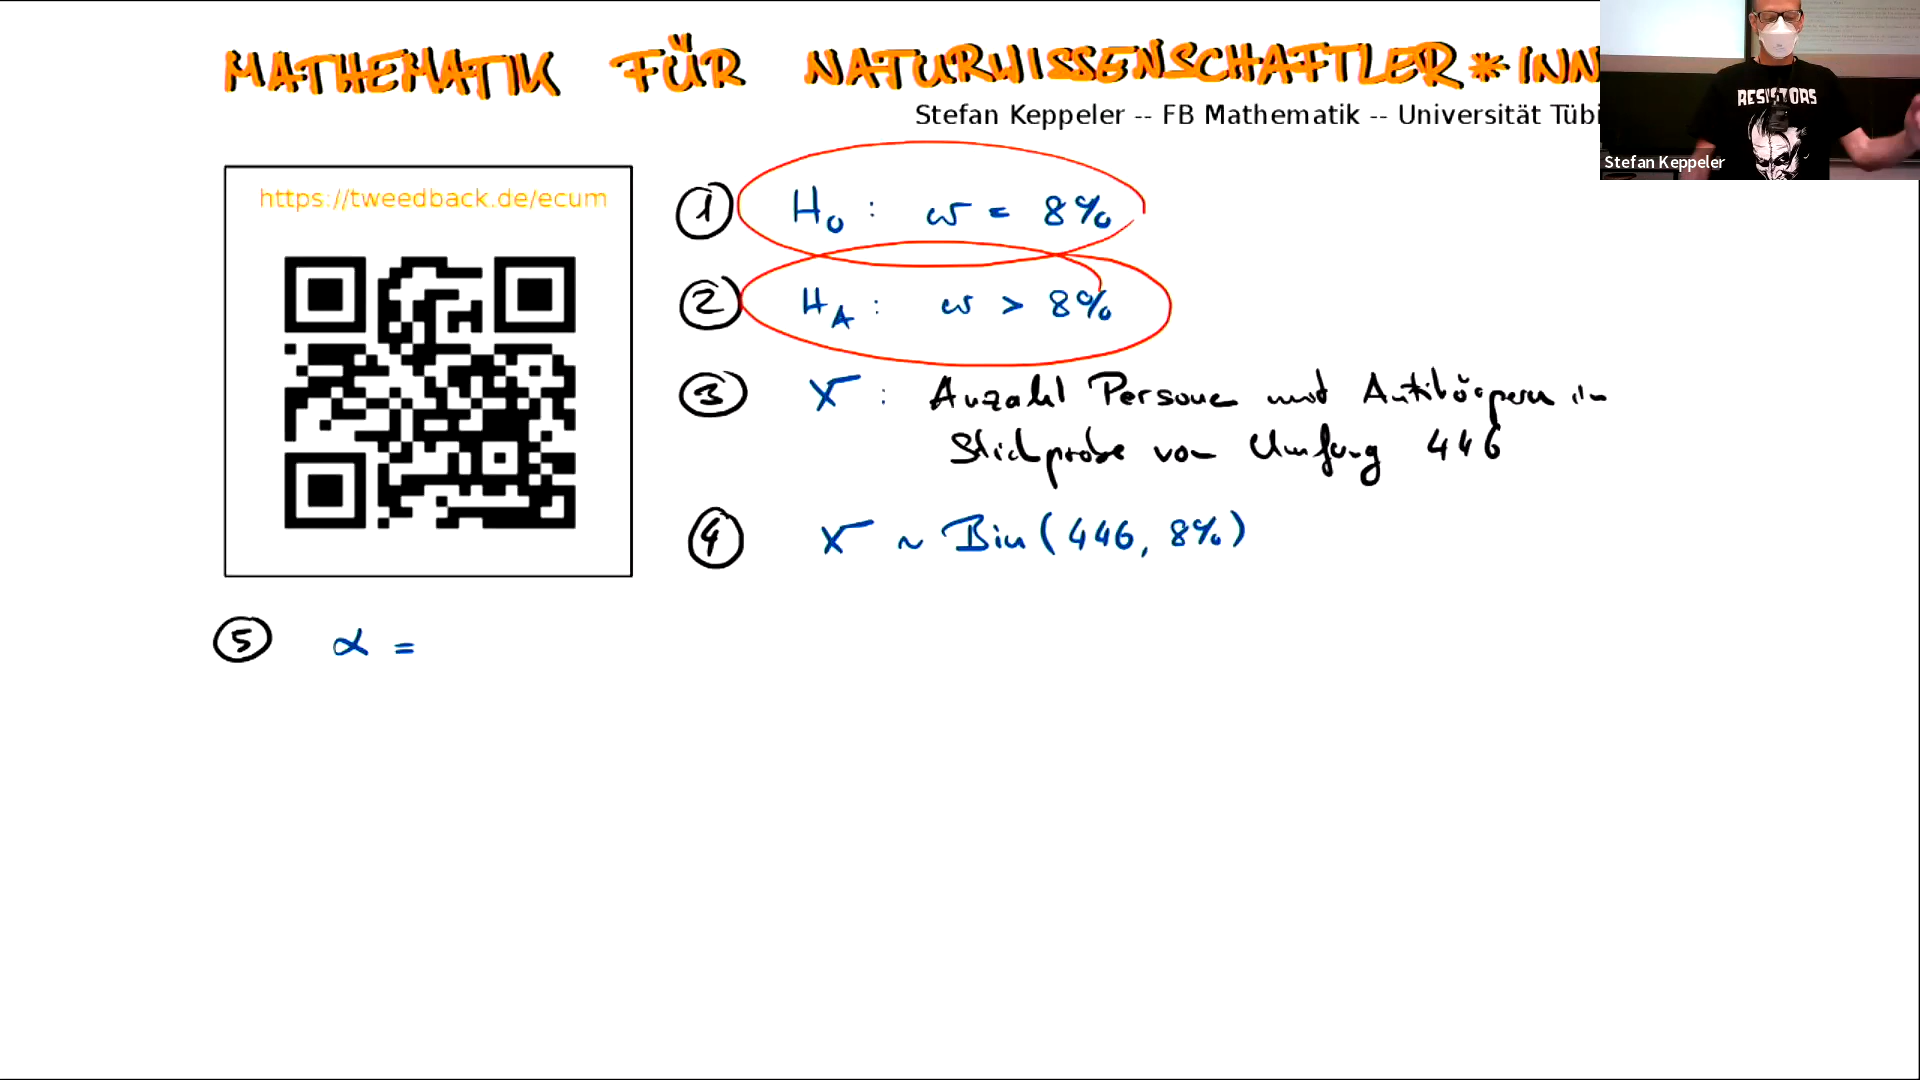 MATHEMATIK FÜR NATURWISSENSCHAFTLER*INN
Stefan Keppeler -- FB Mathematik -- Universität Tübi
RESISTORS
Stefan Keppeler
https://tweedback.de/ecum
① H₀ : ω = 8%
② H_A : ω > 8%
③ X : Anzahl Personen mit Antikörpern in
Stichprobe von Umfang 446
④ X ~ Bin(446, 8%)
⑤ α =